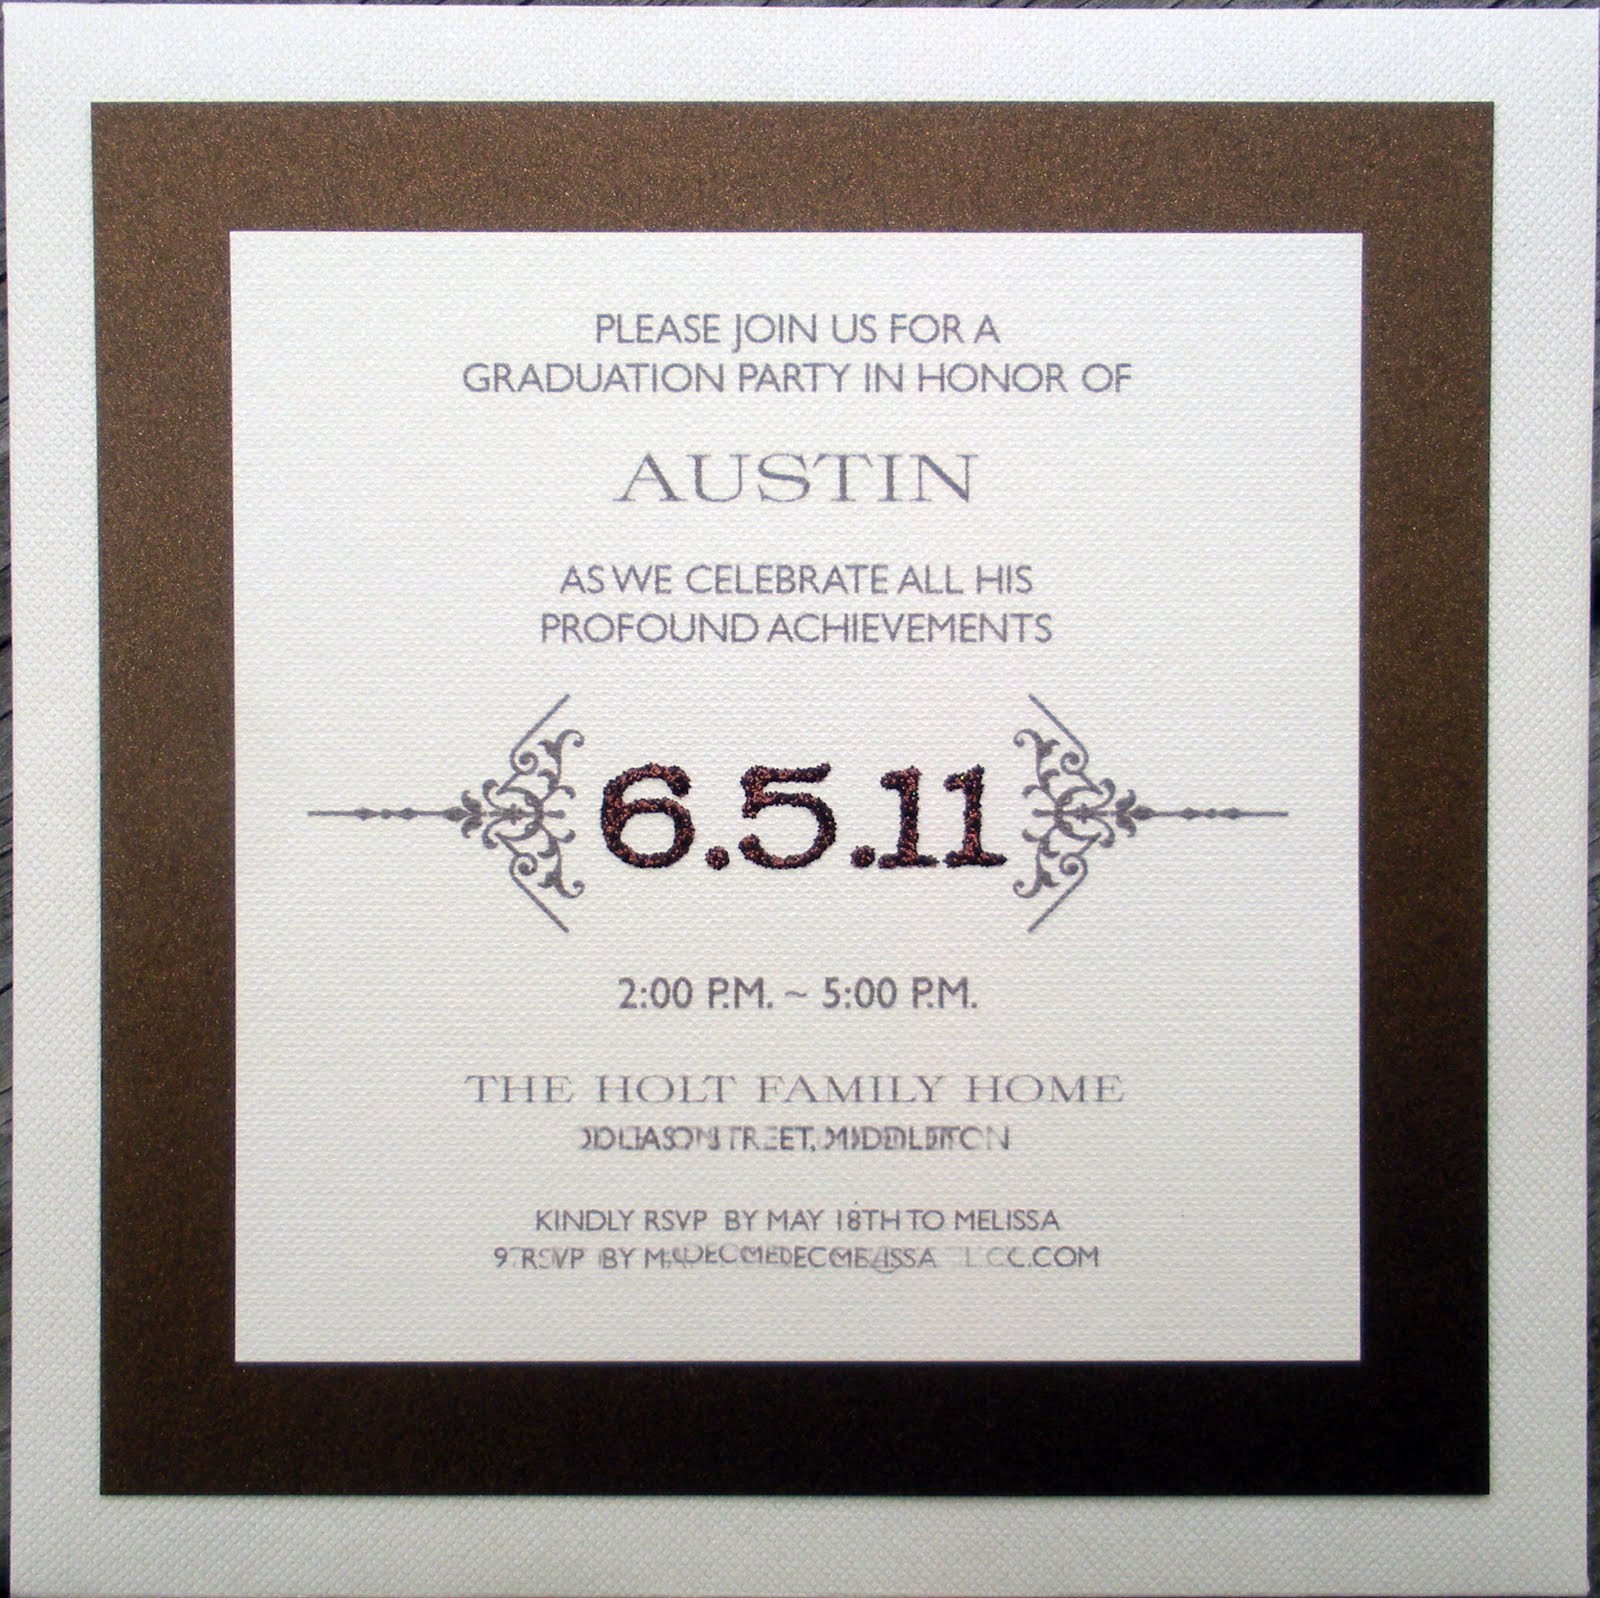 PLEASE JOIN US FOR A
GRADUATION PARTY IN HONOR OF
AUSTIN
AS WE CELEBRATE ALL HIS
PROFOUND ACHIEVEMENTS
6.5.11
2:00 P.M. ~ 5:00 P.M.
THE HOLT FAMILY HOME
KINDLY RSVP BY MAY 18TH TO MELISSA